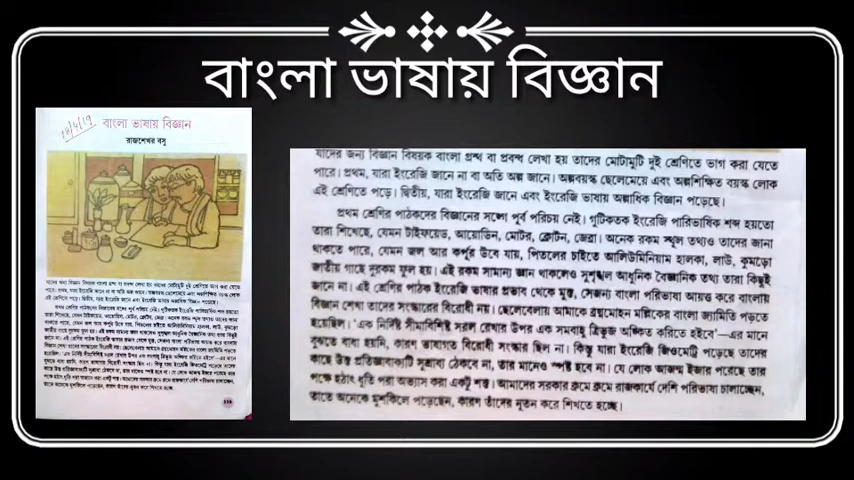 বাংলা ভাষায় বিজ্ঞান
18/4/19
বাংলা ভাষায় বিজ্ঞান
রাজশেখর বসু
যাদের জন্য বিজ্ঞান বিষয়ক বাংলা গ্রন্থ বা প্রবন্ধ লেখা হয় তাদের মোটামুটি দুই শ্রেণিতে ভাগ করা যেতে
পারে। প্রথম, যারা ইংরেজি জানে না বা অতি অল্প জানে। অল্পবয়স্ক ছেলেমেয়ে এবং অল্পশিক্ষিত বয়স্ক লোক
এই শ্রেণিতে পড়ে। দ্বিতীয়, যারা ইংরেজি জানে এবং ইংরেজি ভাষায় অল্পাধিক বিজ্ঞান পড়েছে।
প্রথম শ্রেণির পাঠকদের বিজ্ঞানের সঙ্গে পূর্ব পরিচয় নেই। গুটিকতক ইংরেজি পারিভাষিক শব্দ হয়তো
তারা শিখেছে, যেমন টাইফয়েড, আয়োডিন, মোটর, ক্রোটন, জেব্রা। অনেক রকম স্থূল তথ্যও তাদের জানা
থাকতে পারে, যেমন জল আর কর্পূর উবে যায়, পিতলের চাইতে আলিউমিনিয়াম হালকা, লাউ, কুমড়ো
জাতীয় গাছে দুরকম ফুল হয়। এই রকম সামান্য জ্ঞান থাকলেও সুশৃঙ্খল আধুনিক বৈজ্ঞানিক তথ্য তারা কিছুই
জানে না। এই শ্রেণির পাঠক ইংরেজি ভাষার প্রভাব থেকে মুক্ত, সেজন্য বাংলা পরিভাষা আয়ত্ত করে বাংলায়
বিজ্ঞান শেখা তাদের সংস্কারের বিরোধী নয়। ছেলেবেলায় আমাকে ব্রহ্মমোহন মল্লিকের বাংলা জ্যামিতি পড়তে
হয়েছিল। 'এক নির্দিষ্ট সীমাবিশিষ্ট সরল রেখার উপর এক সমবাহু ত্রিভুজ অঙ্কিত করিতে হইবে'—এর মানে
বুঝতে বাধা হয়নি, কারণ ভাষাগত বিরোধী সংস্কার ছিল না। কিন্তু যারা ইংরেজি জিওমেট্রি পড়েছে তাদের
কাছে উক্ত প্রতিজ্ঞাবাক্যটি সুশ্রাব্য ঠেকবে না, তার মানেও স্পষ্ট হবে না। যে লোক আজন্ম ইজার পরেছে তার
পক্ষে হঠাৎ ধুতি পরা অভ্যাস করা একটু শক্ত। আমাদের সরকার ক্রমে ক্রমে রাজকার্যে দেশি পরিভাষা চালাচ্ছেন,
তাতে অনেকে মুশকিলে পড়েছেন, কারণ তাঁদের নূতন করে শিখতে হচ্ছে।